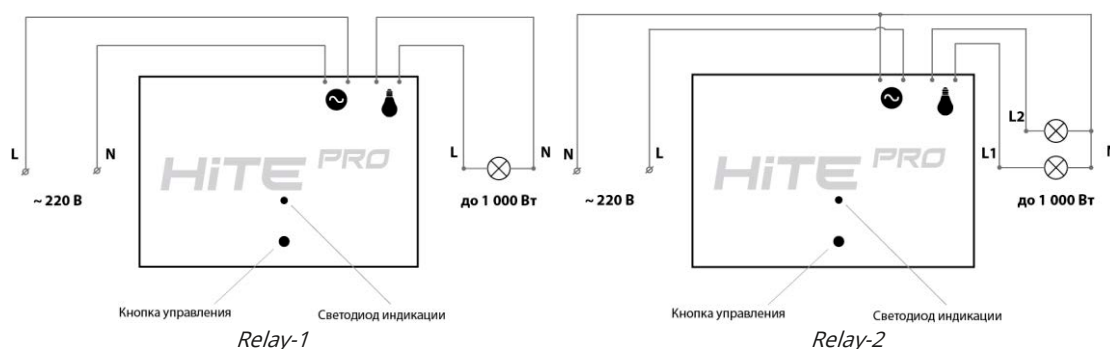 L
N
~ 220 В
HiTE PRO
L
N
до 1 000 Вт
Кнопка управления
Светодиод индикации
Relay-1
N
L
~ 220 В
HiTE PRO
L2
L1
N
до 1 000 Вт
Кнопка управления
Светодиод индикации
Relay-2